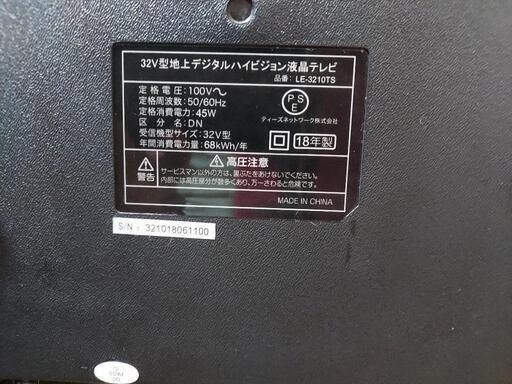 32V型地上デジタルハイビジョン液晶テレビ
品番: LE-3210TS
定格電圧: 100V〜
定格周波数: 50/60Hz
定格消費電力: 45W
区分名: DN
受信機型サイズ: 32V型
年間消費電力量: 68kWh/年
PSE
ティーズネットワーク株式会社
18年製
警告
高圧注意
サービスマン以外の方は、裏ぶたをあけないでください。
内部には高圧部分が数多くあり、万一さわると危険です。
MADE IN CHINA
S/N: 321018061100